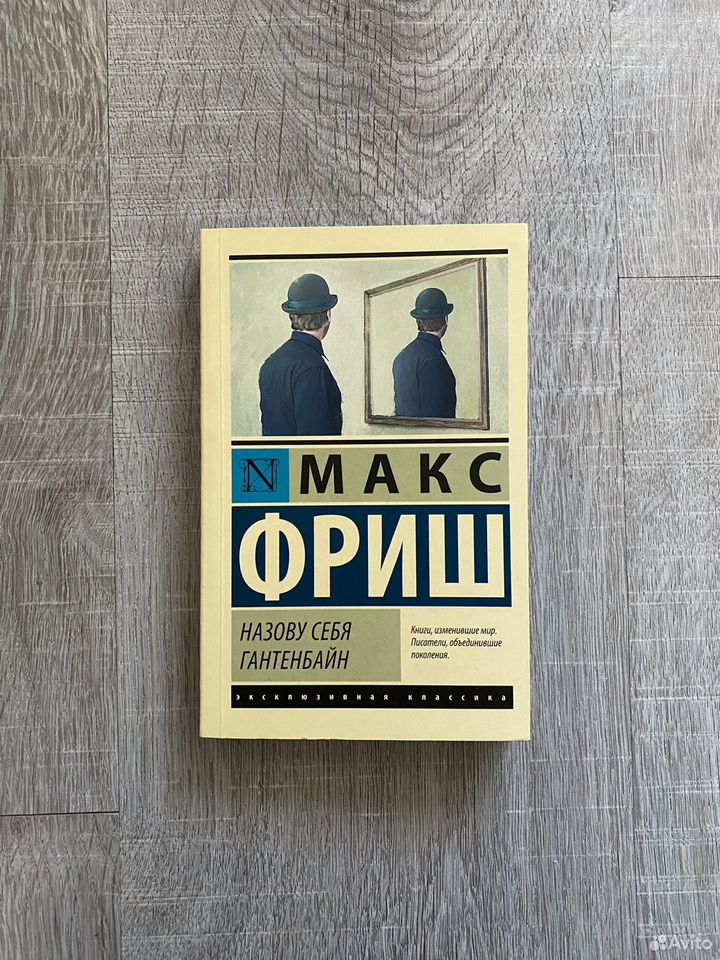 N МАКС
ФРИШ
НАЗОВУ СЕБЯ
ГАНТЕНБАЙН
Книги, изменившие мир.
Писатели, объединившие
поколения.
эксклюзивная классика
Avito